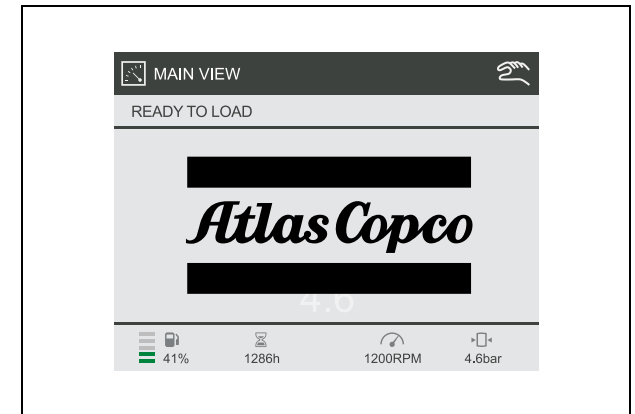 MAIN VIEW
READY TO LOAD
Atlas Copco
4.6
41% 1286h 1200RPM 4.6bar